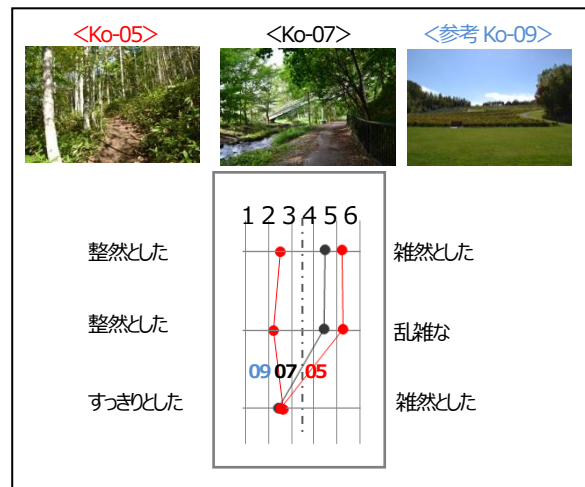 <Ko-05>
<Ko-07>
<参考 Ko-09>
1 2 3 4 5 6
整然とした
雑然とした
整然とした
乱雑な
09 07 05
すっきりとした
雑然とした